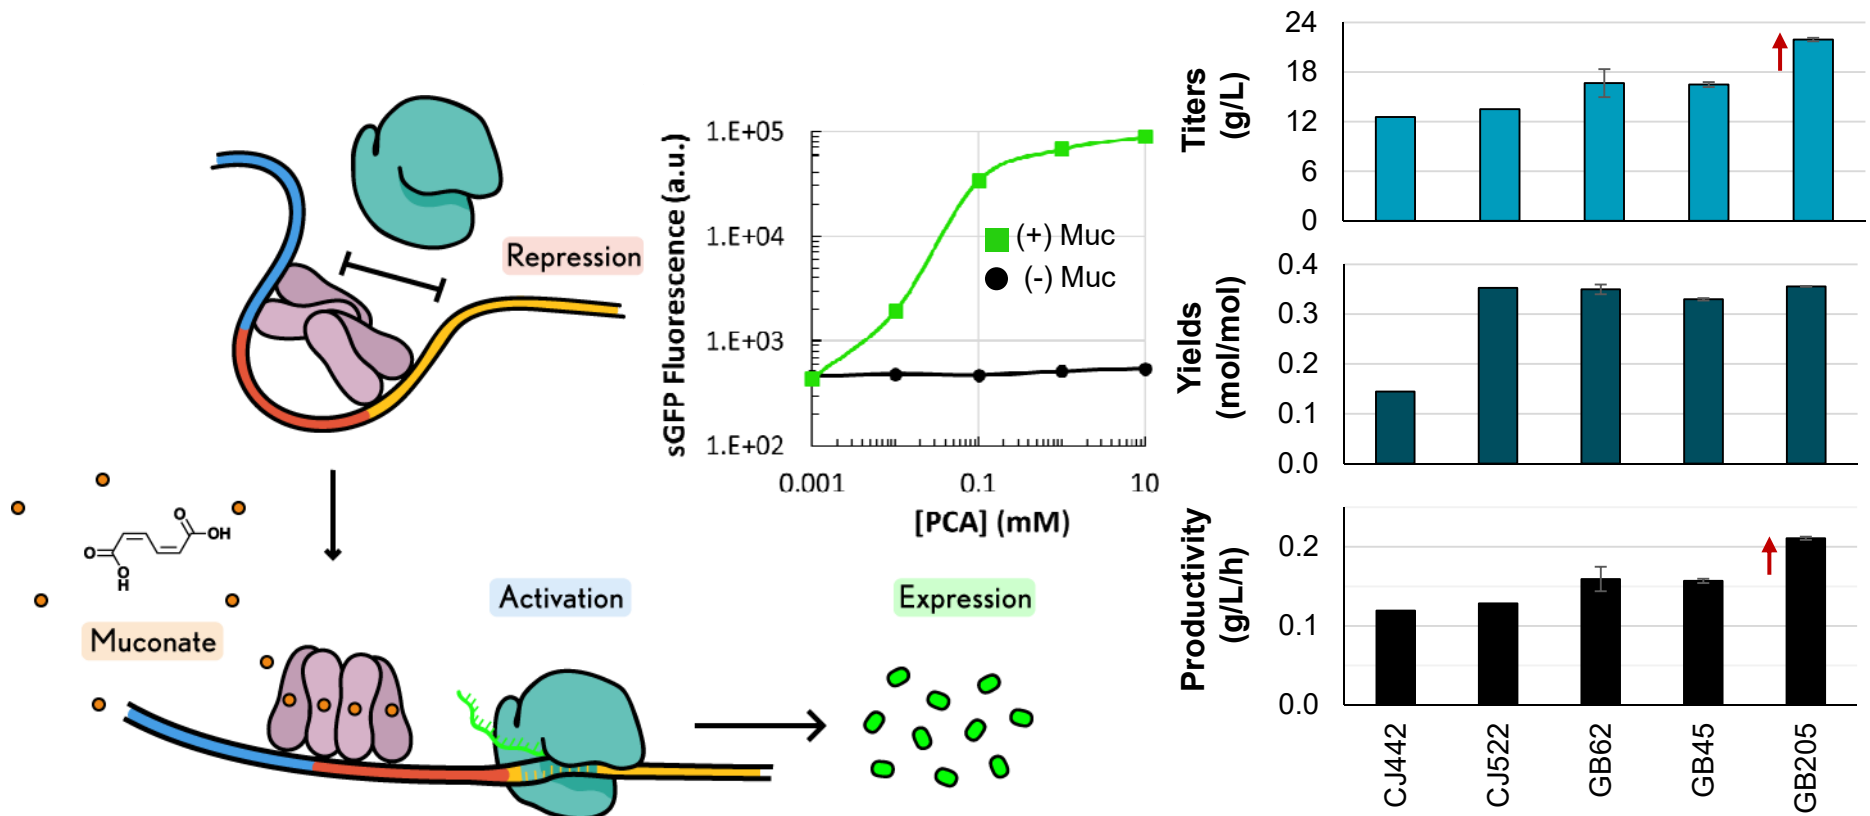 Repression
O
OH
O
O
H
Muconate
Activation
Expression
sGFP Fluorescence (a.u.)
1.E+05
1.E+04
1.E+03
1.E+02
(+) Muc
(-) Muc
0.001 0.1 10
[PCA] (mM)
Titers
(g/L)
24
18
12
6
0
Yields
(mol/mol)
0.4
0.3
0.2
0.1
0.0
Productivity
(g/L/h)
0.2
0.1
0.0
CJ442
CJ522
GB62
GB45
GB205